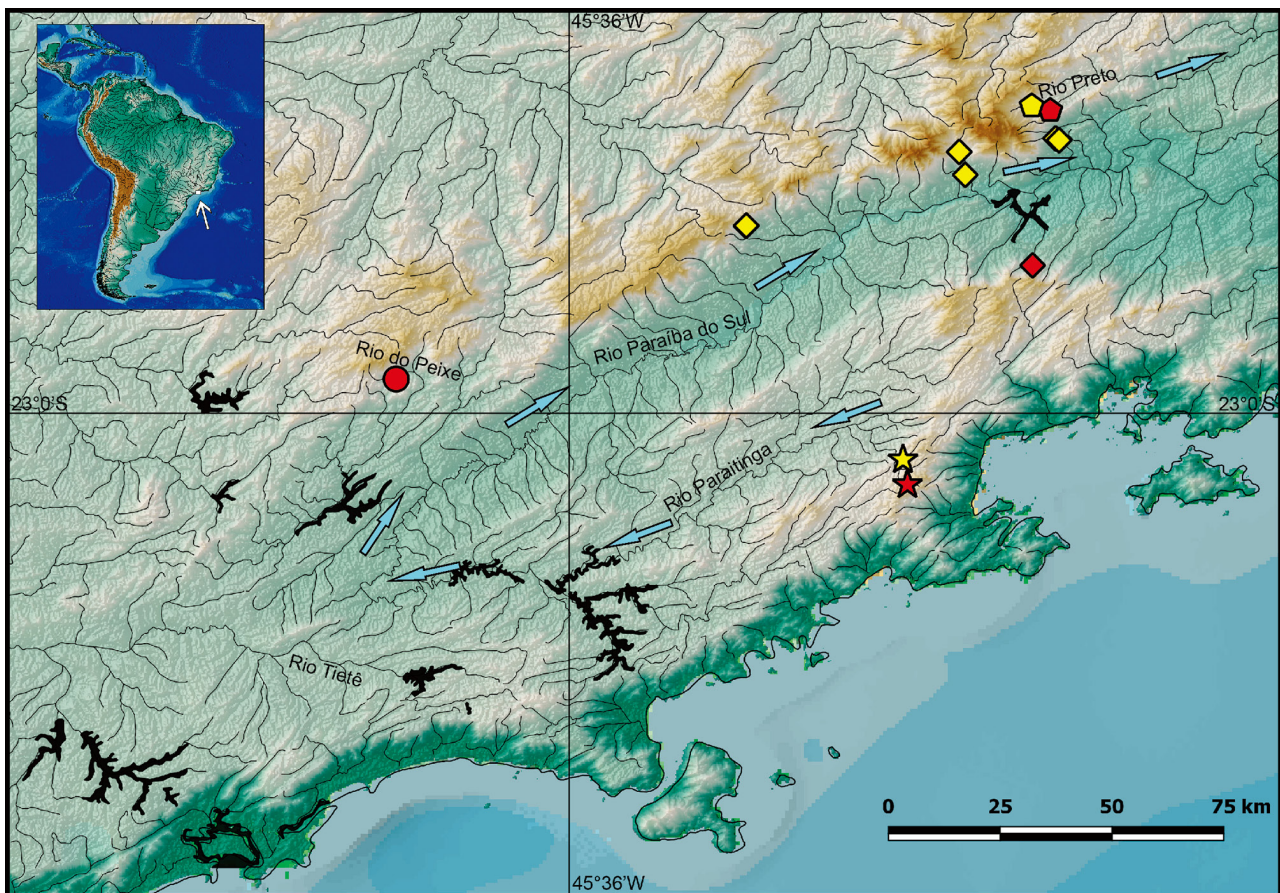 45°36'W
Rio Preto
Rio Paraíba do Sul
Rio do Peixe
23°0'S
23°0'S
Rio Paraitinga
Rio Tietê
0 25 50 75 km
45°36'W